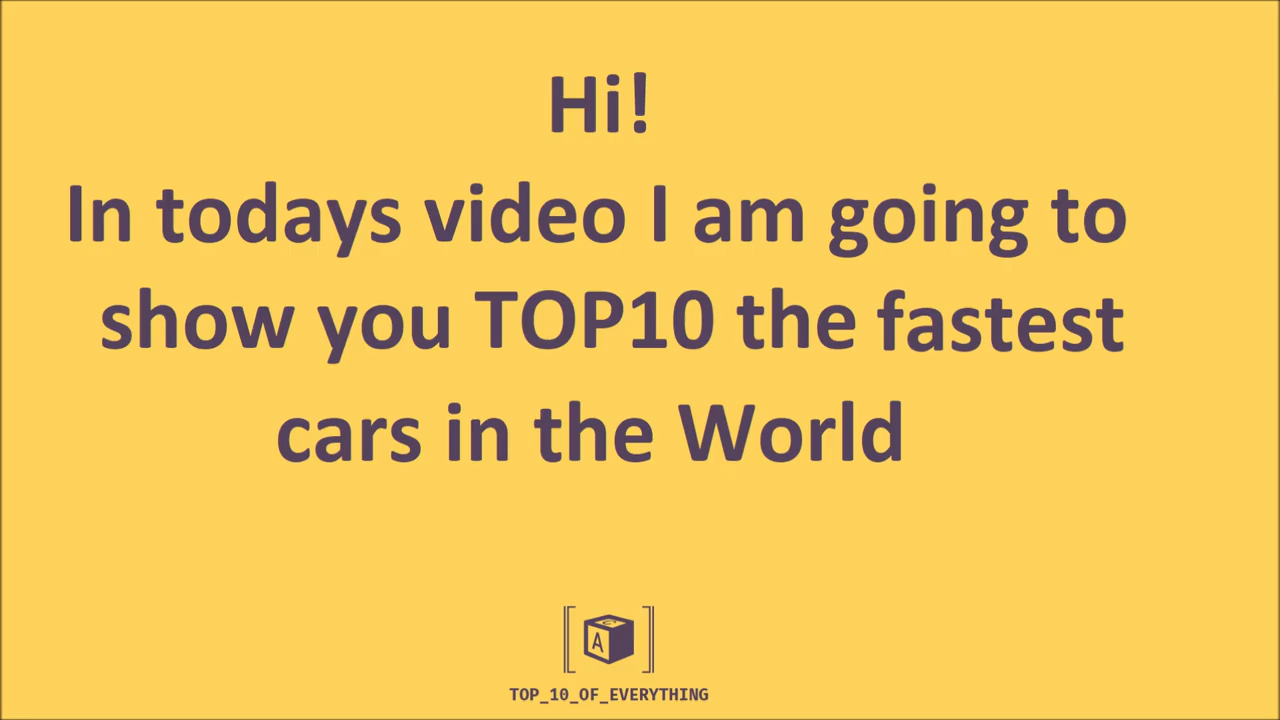 Hi!
In todays video I am going to
show you TOP10 the fastest
cars in the World
A
TOP_10_OF_EVERYTHING